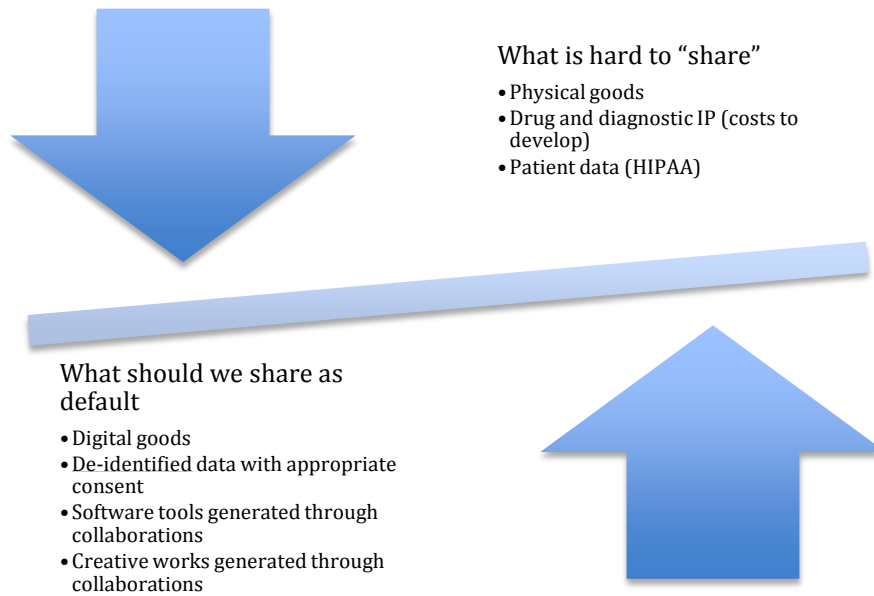 What is hard to “share”
•Physical goods
•Drug and diagnostic IP (costs to
develop)
•Patient data (HIPAA)
What should we share as
default
•Digital goods
•De-identified data with appropriate
consent
•Software tools generated through
collaborations
•Creative works generated through
collaborations